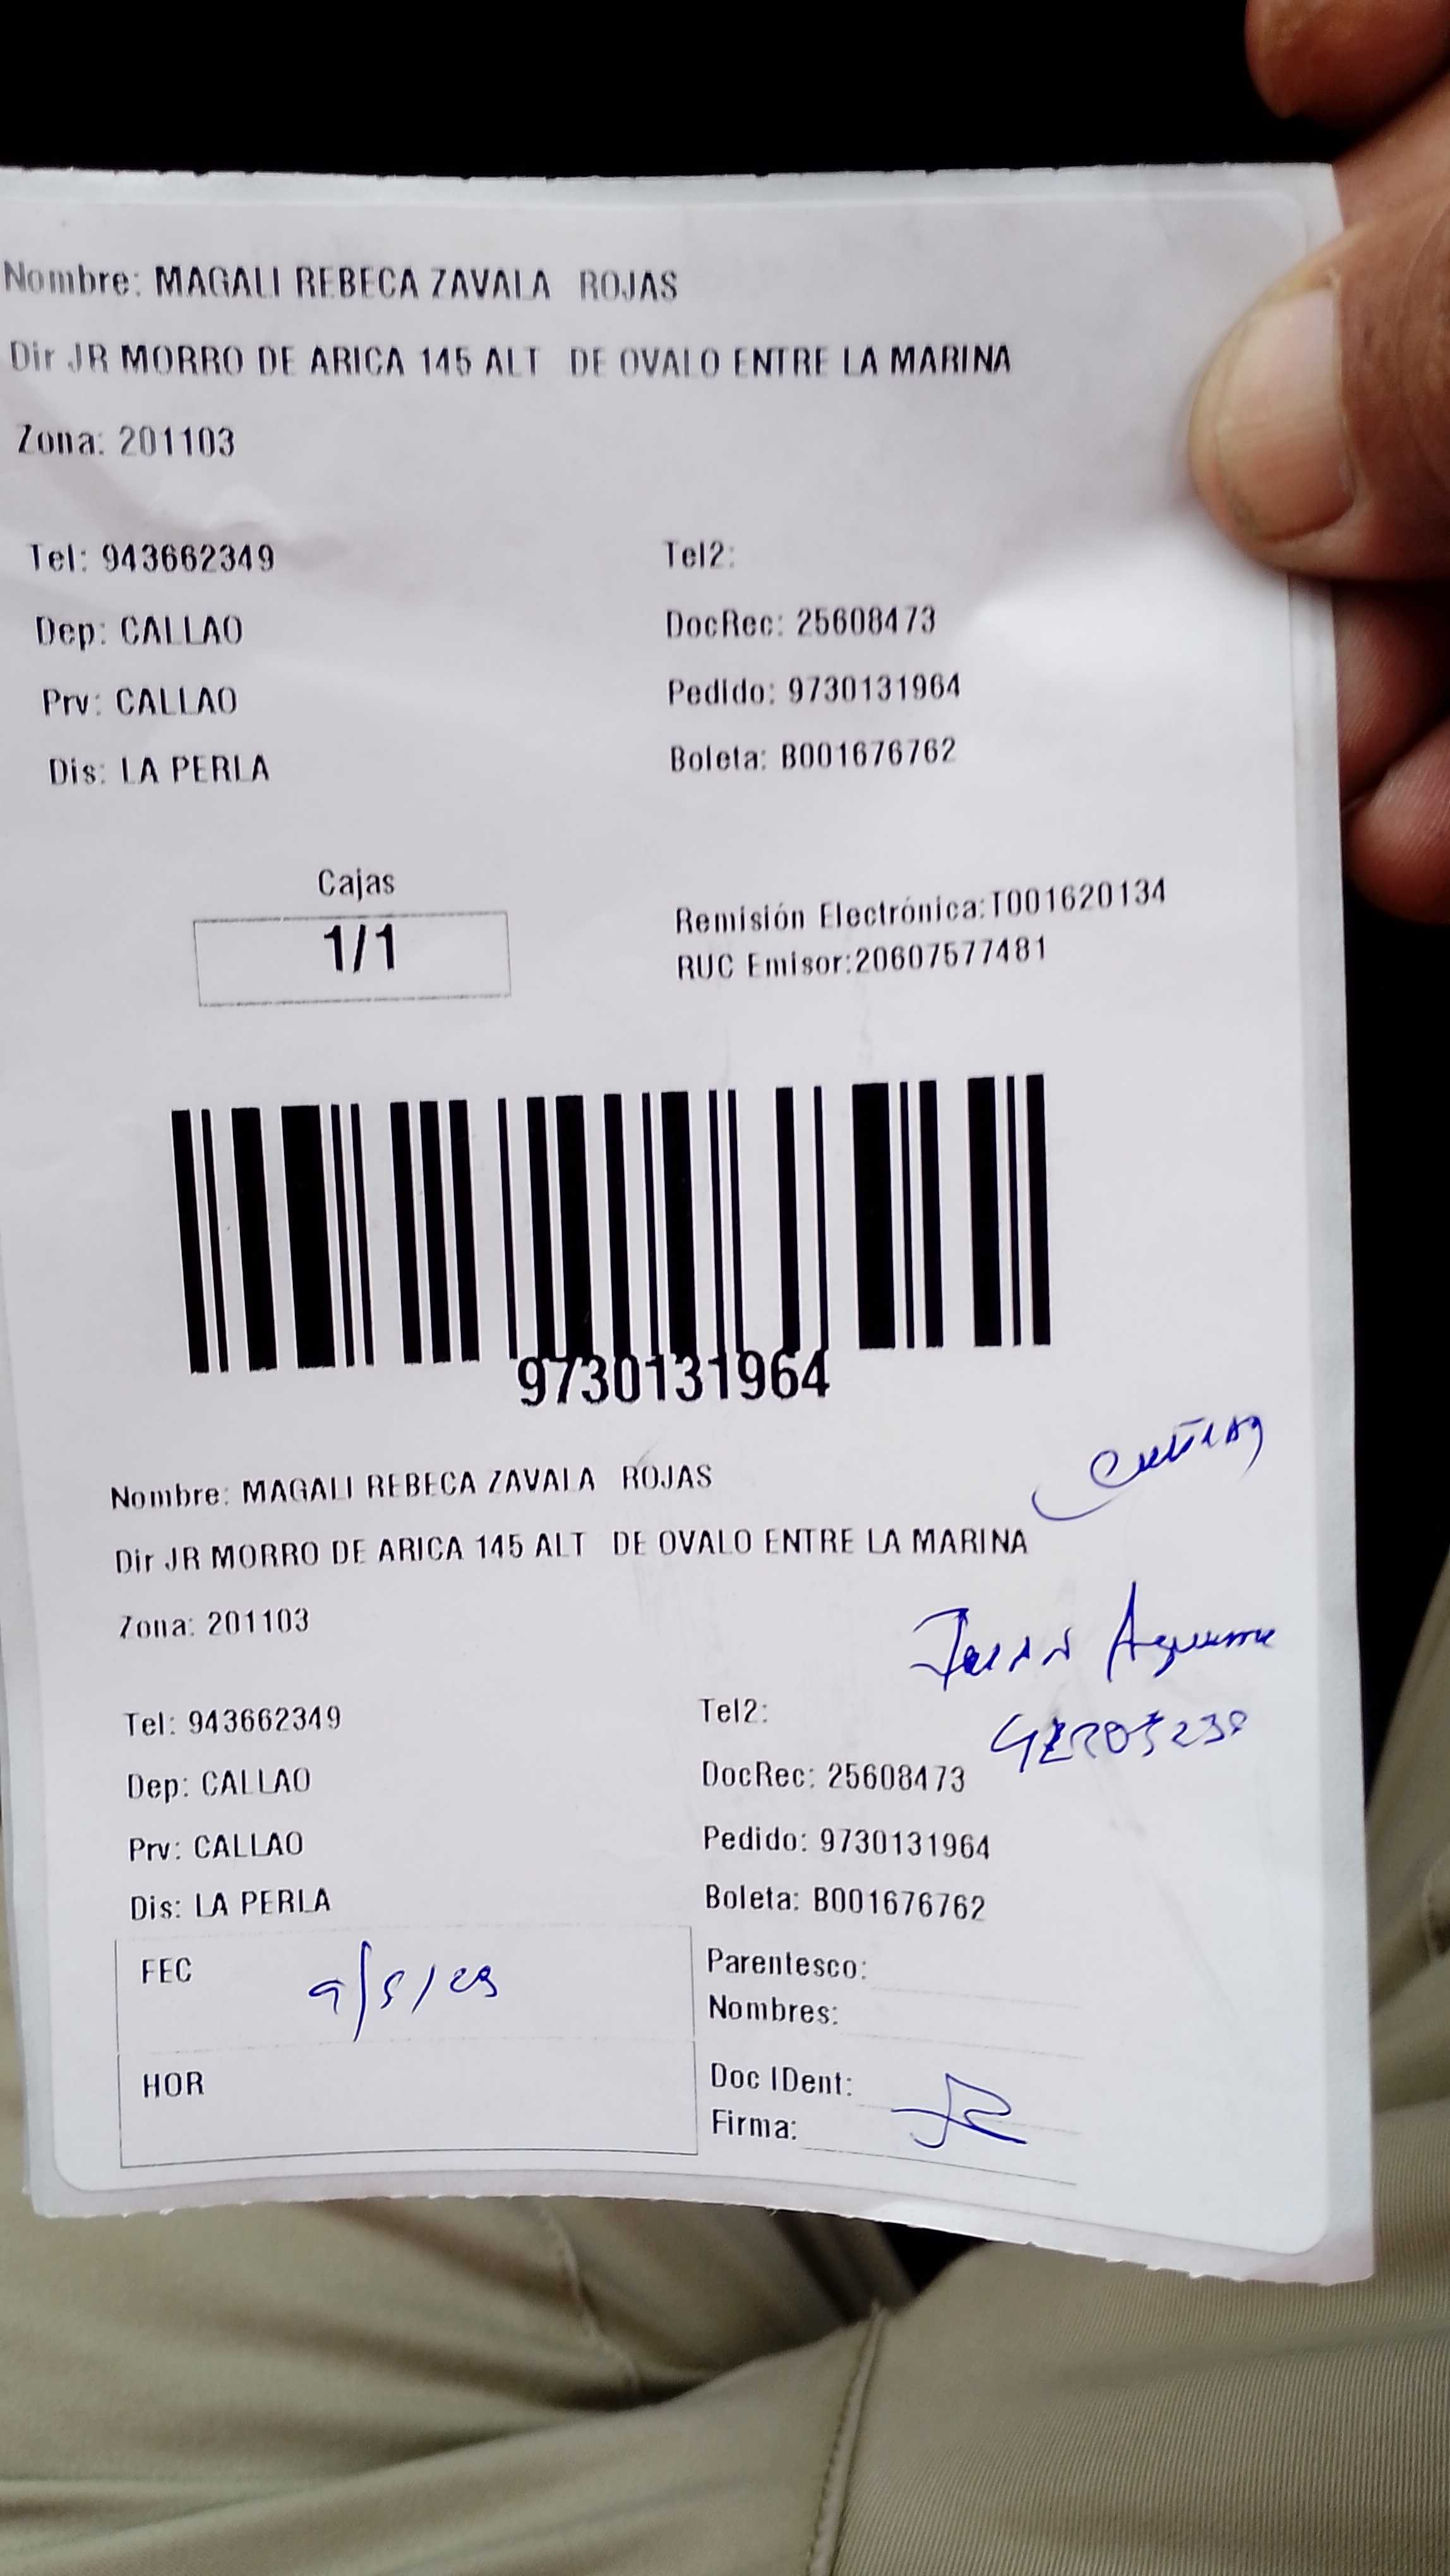 Nombre: MAGALI REBECA ZAVALA ROJAS
Dir JR MORRO DE ARICA 145 ALT DE OVALO ENTRE LA MARINA
Zona: 201103
Tel: 943662349
Tel2:
Dep: CALLAO
DocRec: 25608473
Prv: CALLAO
Pedido: 9730131964
Dis: LA PERLA
Boleta: B001676762
Cajas
1/1
Remisión Electrónica:T001620134
RUC Emisor:20607577481
9730131964
Nombre: MAGALI REBECA ZAVALA ROJAS
Dir JR MORRO DE ARICA 145 ALT DE OVALO ENTRE LA MARINA
Zona: 201103
Tel: 943662349
Tel2:
Dep: CALLAO
DocRec: 25608473
Prv: CALLAO
Pedido: 9730131964
Dis: LA PERLA
Boleta: B001676762
FEC 9/5/23
Parentesco:
Nombres:
HOR
Doc IDent:
Firma: